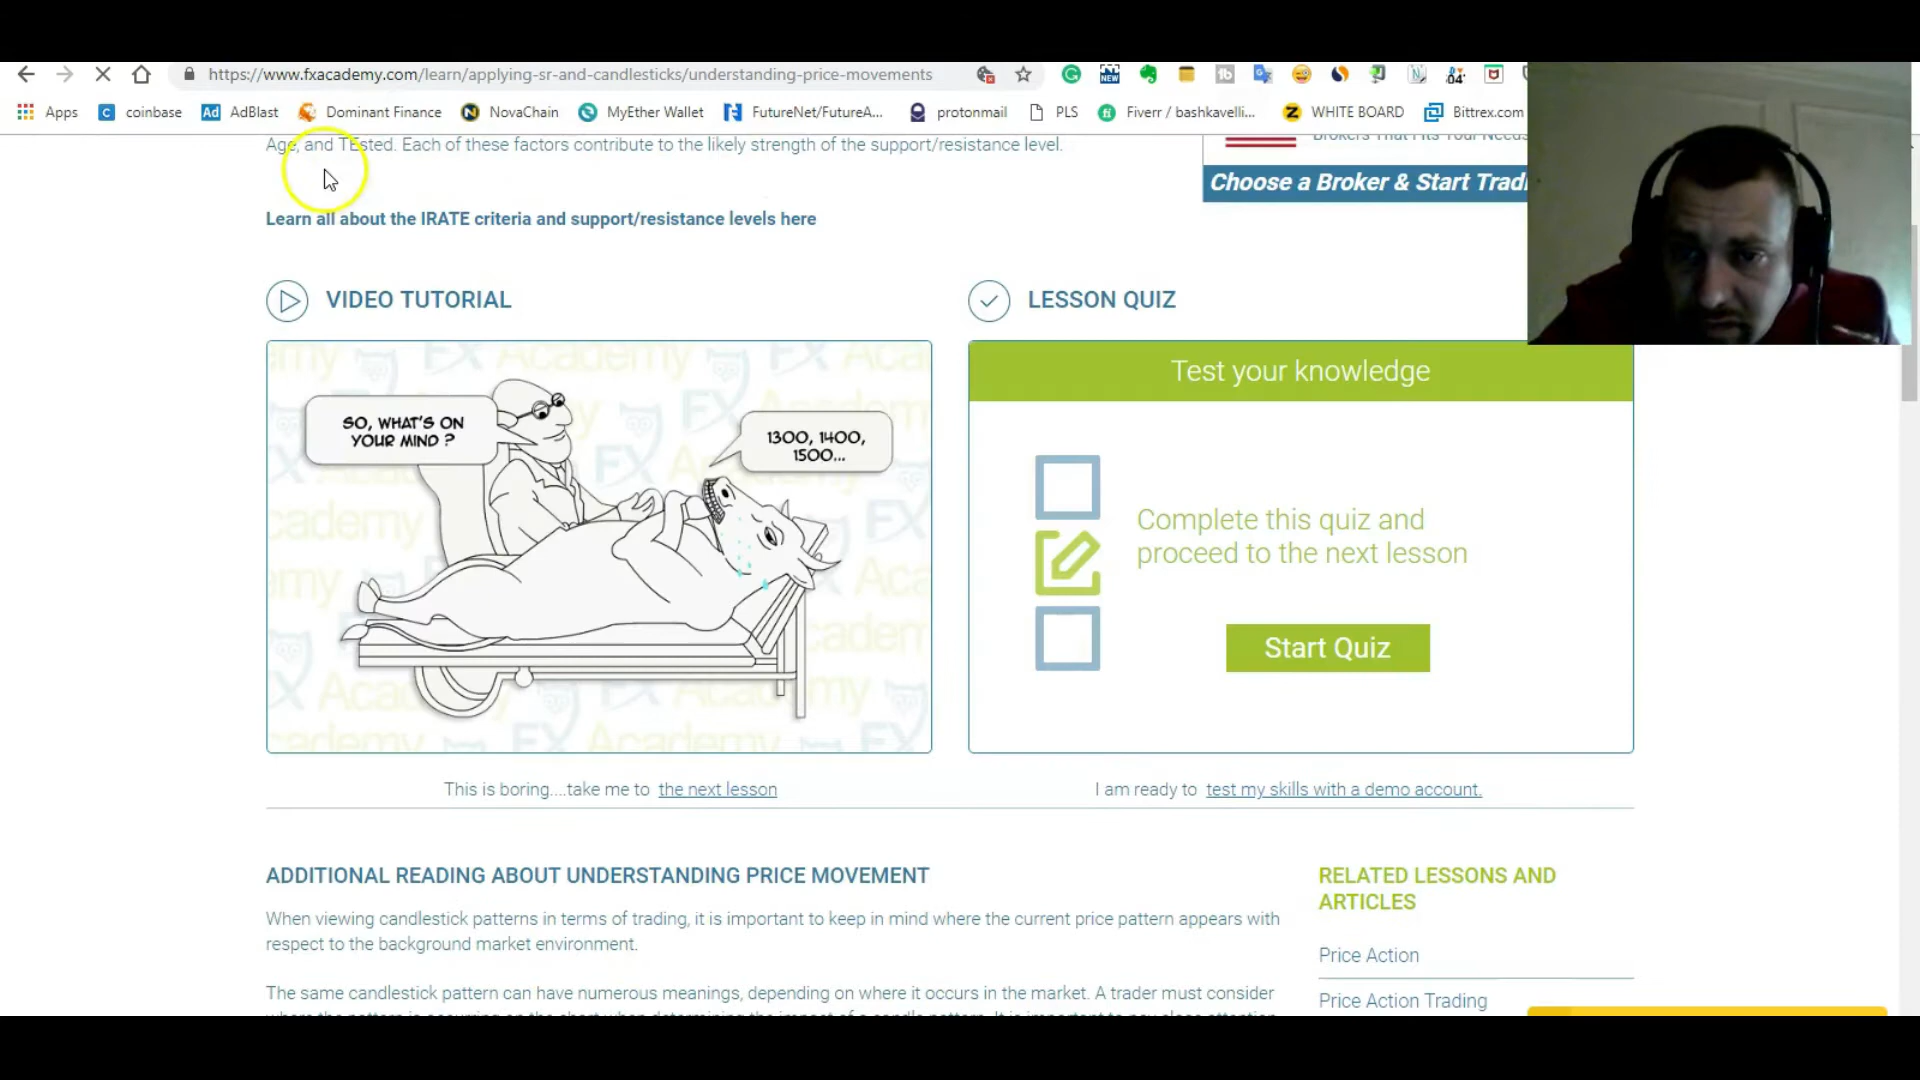 https://www.fxacademy.com/learn/applying-sr-and-candlesticks/understanding-price-movements
Apps coinbase AdBlast Dominant Finance NovaChain MyEther Wallet FutureNet/FutureA... protonmail PLS Fiverr / bashkavelli... WHITE BOARD Bittrex.com
Age, and TEsted. Each of these factors contribute to the likely strength of the support/resistance level.
Brokers That Fits Your Needs
Choose a Broker & Start Tradi
Learn all about the IRATE criteria and support/resistance levels here
VIDEO TUTORIAL
LESSON QUIZ
SO, WHAT'S ON
YOUR MIND ?
1300, 1400,
1500...
Test your knowledge
Complete this quiz and
proceed to the next lesson
Start Quiz
This is boring....take me to the next lesson
I am ready to test my skills with a demo account.
ADDITIONAL READING ABOUT UNDERSTANDING PRICE MOVEMENT
When viewing candlestick patterns in terms of trading, it is important to keep in mind where the current price pattern appears with
respect to the background market environment.
The same candlestick pattern can have numerous meanings, depending on where it occurs in the market. A trader must consider
RELATED LESSONS AND
ARTICLES
Price Action
Price Action Trading